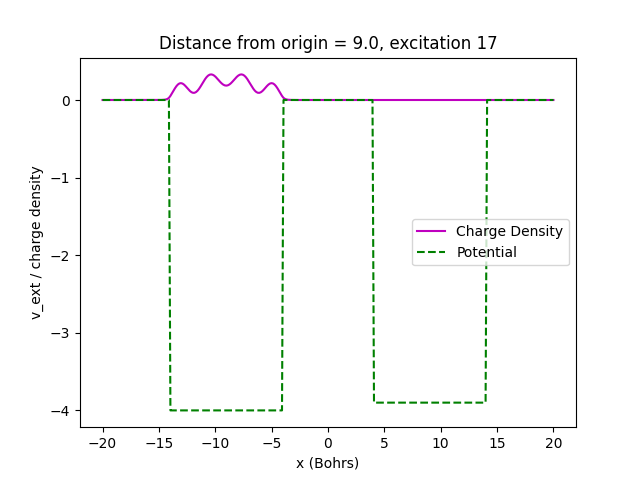 Distance from origin = 9.0, excitation 17
v_ext / charge density
0
−1
−2
−3
−4
Charge Density
Potential
−20 −15 −10 −5 0 5 10 15 20
x (Bohrs)